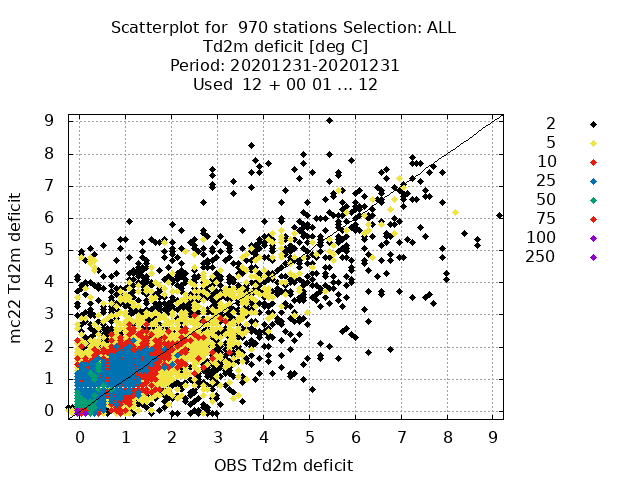 Scatterplot for  970 stations Selection: ALL
Td2m deficit [deg C]
Period: 20201231-20201231
Used  12 + 00 01 ... 12
2
5
10
25
50
75
100
250
mc22 Td2m deficit
9
8
7
6
5
4
3
2
1
0
0 1 2 3 4 5 6 7 8 9
OBS Td2m deficit